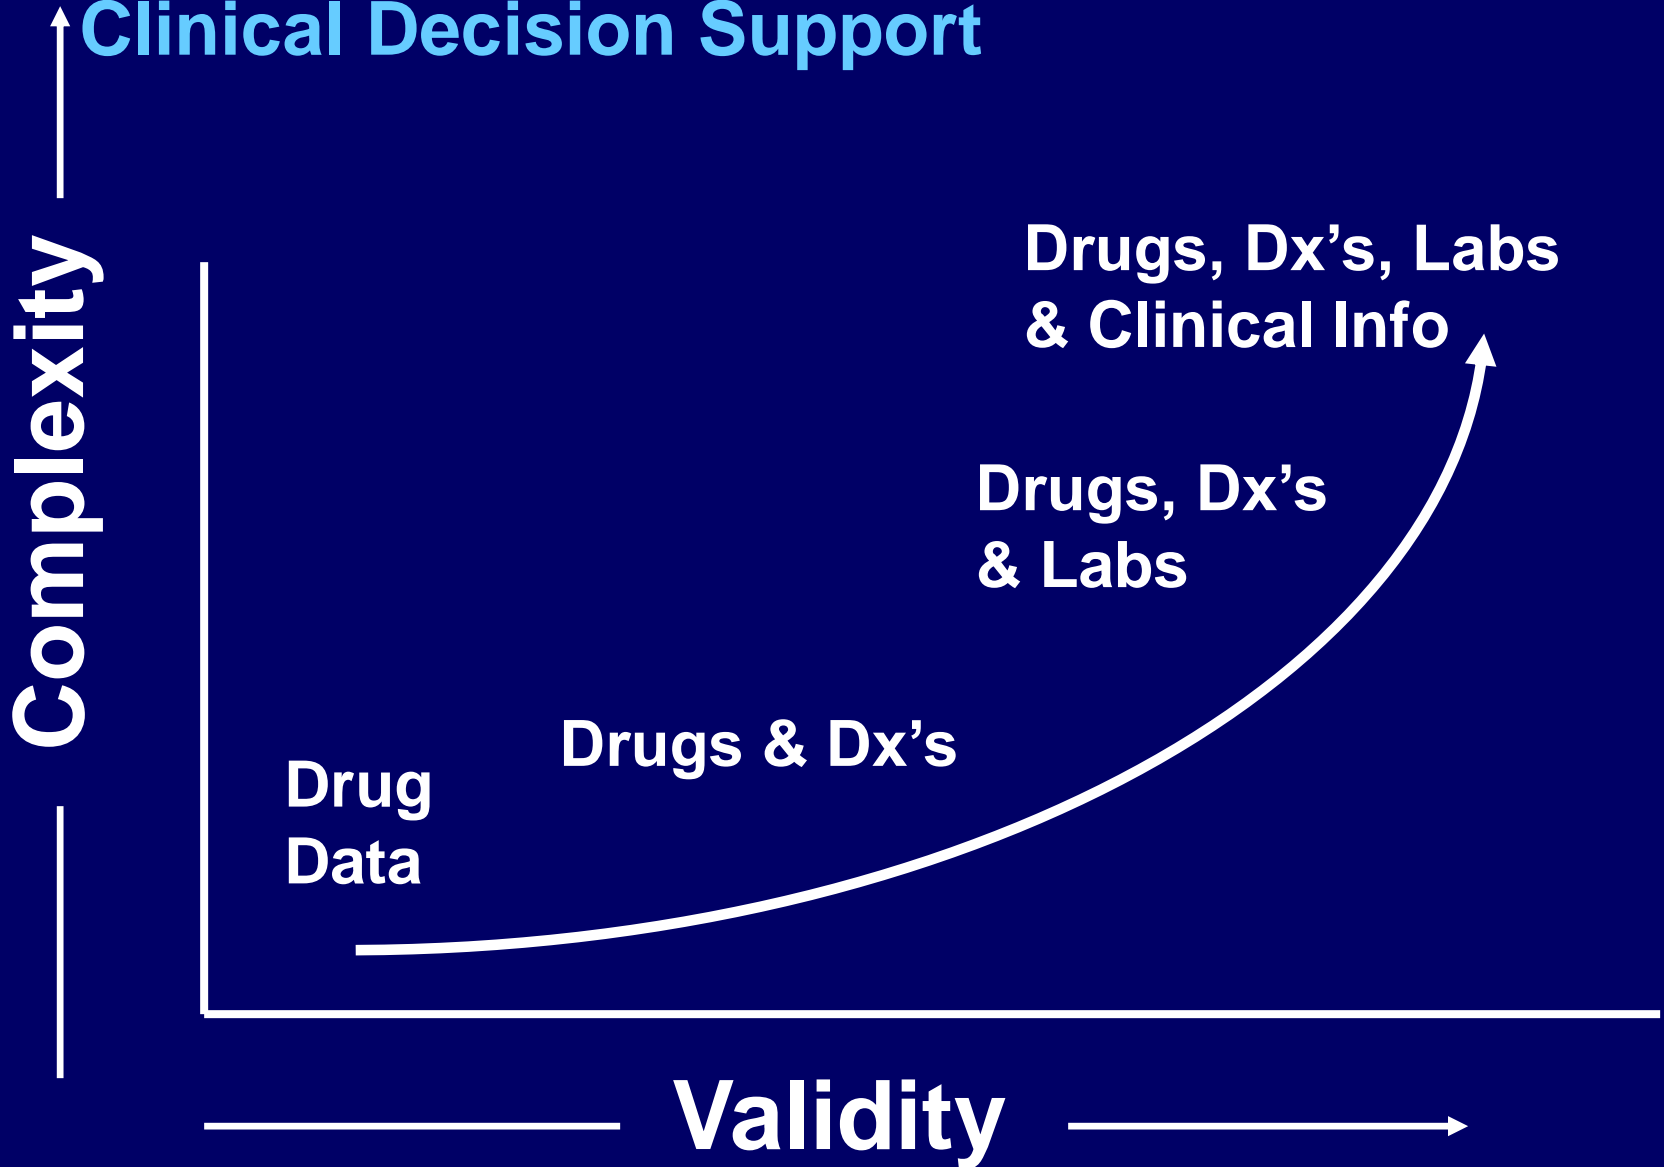 Clinical Decision Support
Complexity
Drugs, Dx’s, Labs
& Clinical Info
Drugs, Dx’s
& Labs
Drugs & Dx’s
Drug
Data
Validity